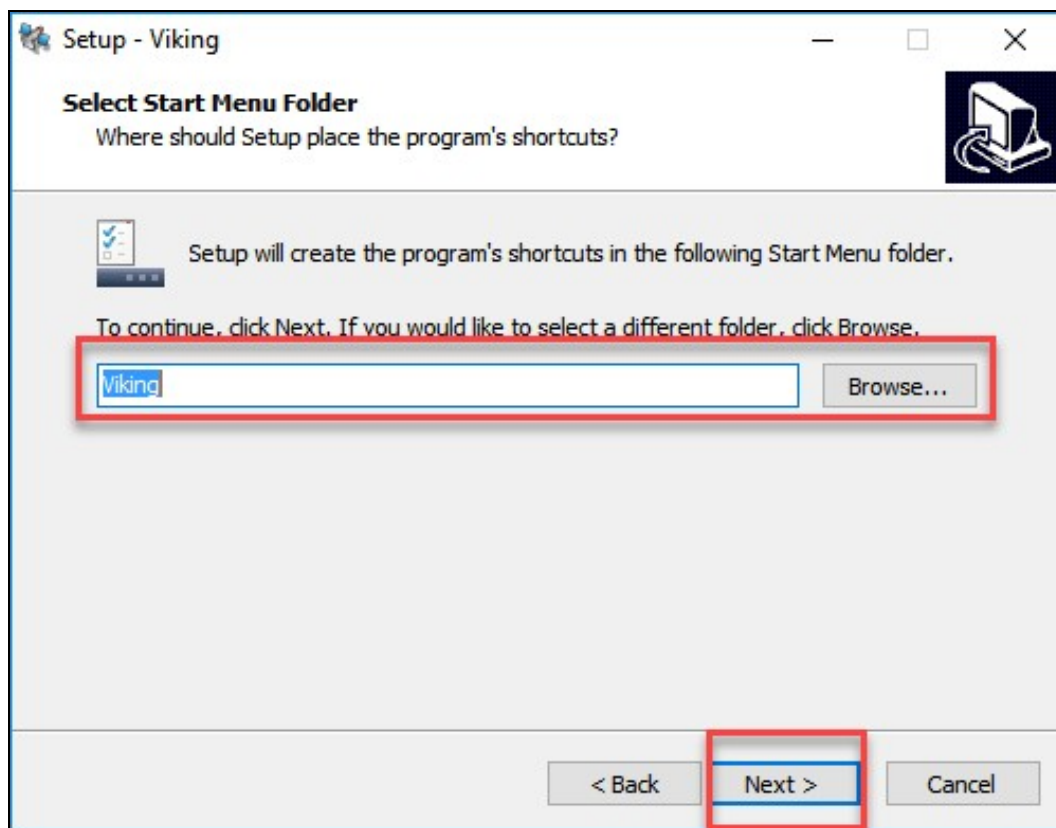 Setup - Viking
Select Start Menu Folder
Where should Setup place the program's shortcuts?
Setup will create the program's shortcuts in the following Start Menu folder.
To continue, click Next. If you would like to select a different folder, click Browse.
Viking
Browse...
< Back
Next >
Cancel